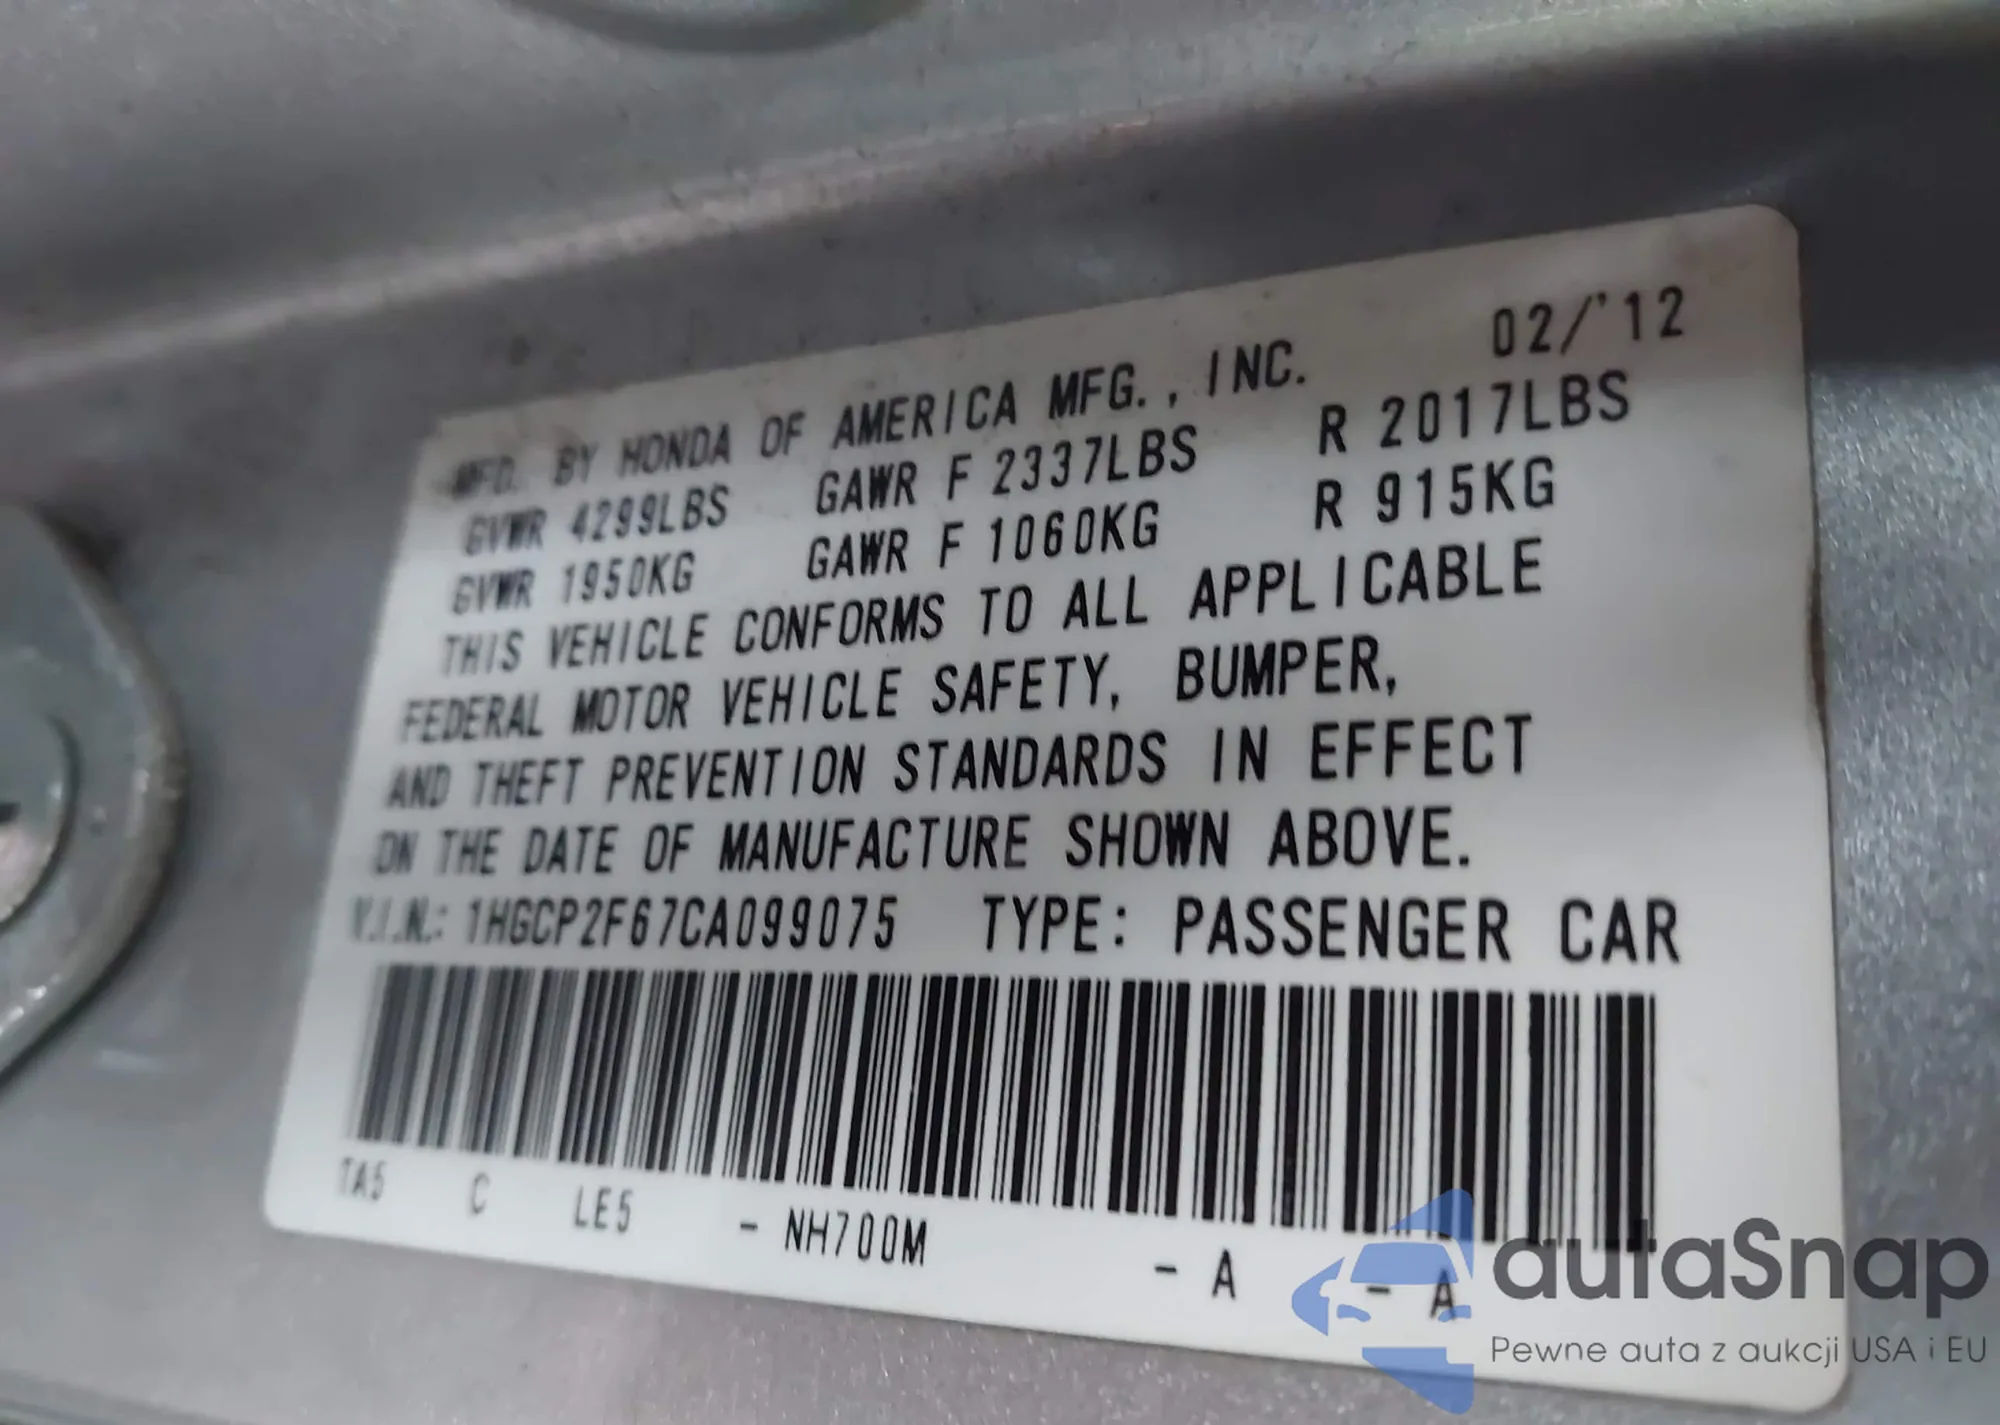 02/'12
MFD. BY HONDA OF AMERICA MFG., INC.
GVWR 4299LBS GAWR F 2337LBS R 2017LBS
GVWR 1950KG GAWR F 1060KG R 915KG
THIS VEHICLE CONFORMS TO ALL APPLICABLE
FEDERAL MOTOR VEHICLE SAFETY, BUMPER,
AND THEFT PREVENTION STANDARDS IN EFFECT
ON THE DATE OF MANUFACTURE SHOWN ABOVE.
V.I.N.: 1HGCP2F67CA099075 TYPE: PASSENGER CAR
TA5 C LE5 - NH700M - A - A
autaSnap
Pewne auta z aukcji USA i EU